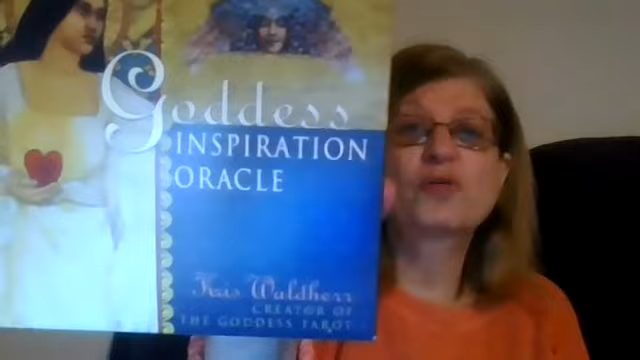 Goddess
INSPIRATION
ORACLE
Kris Waldherr
CREATOR OF
THE GODDESS TAROT